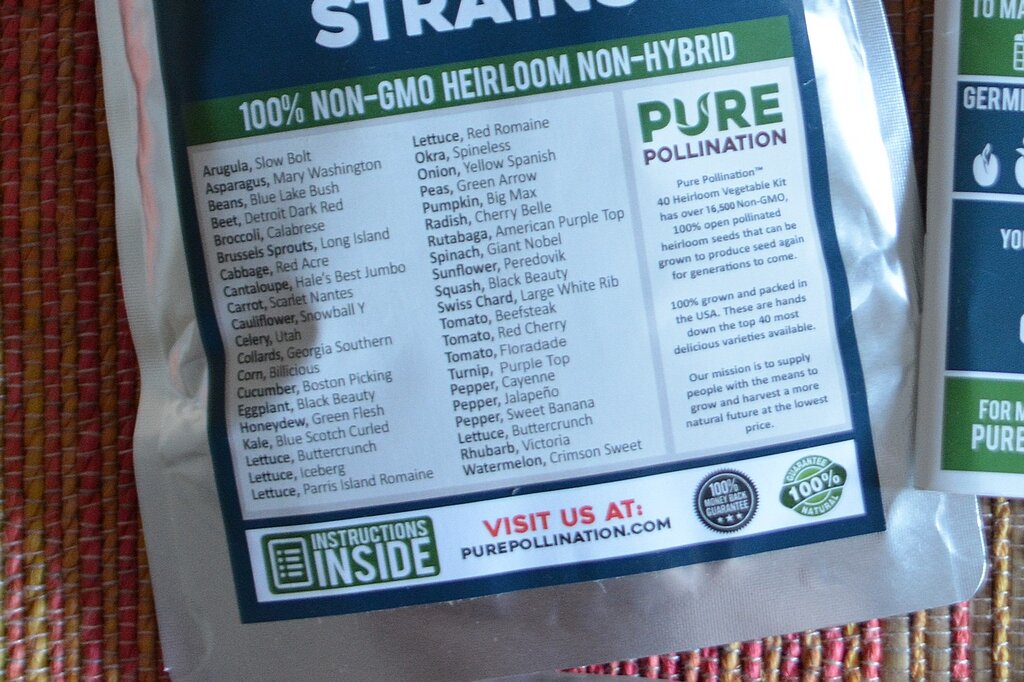 STRAINS
100% NON-GMO HEIRLOOM NON-HYBRID
Arugula, Slow Bolt
Asparagus, Mary Washington
Beans, Blue Lake Bush
Beet, Detroit Dark Red
Broccoli, Calabrese
Brussels Sprouts, Long Island
Cabbage, Red Acre
Cantaloupe, Hale's Best Jumbo
Carrot, Scarlet Nantes
Cauliflower, Snowball Y
Celery, Utah
Collards, Georgia Southern
Corn, Billicious
Cucumber, Boston Picking
Eggplant, Black Beauty
Honeydew, Green Flesh
Kale, Blue Scotch Curled
Lettuce, Buttercrunch
Lettuce, Iceberg
Lettuce, Parris Island Romaine
Lettuce, Red Romaine
Okra, Spineless
Onion, Yellow Spanish
Peas, Green Arrow
Pumpkin, Big Max
Radish, Cherry Belle
Rutabaga, American Purple Top
Spinach, Giant Nobel
Sunflower, Peredovik
Squash, Black Beauty
Swiss Chard, Large White Rib
Tomato, Beefsteak
Tomato, Red Cherry
Tomato, Floradade
Turnip, Purple Top
Pepper, Cayenne
Pepper, Jalapeño
Pepper, Sweet Banana
Lettuce, Buttercrunch
Rhubarb, Victoria
Watermelon, Crimson Sweet
PURE
POLLINATION
Pure Pollination™
40 Heirloom Vegetable Kit
has over 16,500 Non-GMO,
100% open pollinated
heirloom seeds that can be
grown to produce seed again
for generations to come.
100% grown and packed in
the USA. These are hands
down the top 40 most
delicious varieties available.
Our mission is to supply
people with the means to
grow and harvest a more
natural future at the lowest
price.
INSTRUCTIONS
INSIDE
VISIT US AT:
PUREPOLLINATION.COM
100%
MONEY BACK
GUARANTEE
GUARANTEE
100%
NATURAL
TO MA
GERMI
YO
FOR M
PURE